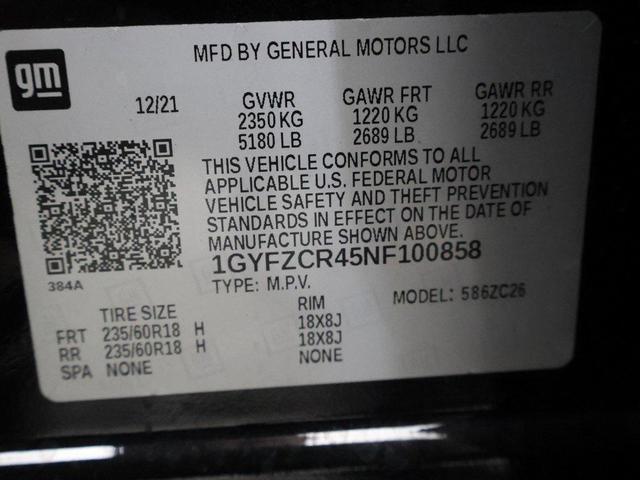 gm
MFD BY GENERAL MOTORS LLC
12/21 GVWR GAWR FRT GAWR RR
2350 KG 1220 KG 1220 KG
5180 LB 2689 LB 2689 LB
THIS VEHICLE CONFORMS TO ALL
APPLICABLE U.S. FEDERAL MOTOR
VEHICLE SAFETY AND THEFT PREVENTION
STANDARDS IN EFFECT ON THE DATE OF
MANUFACTURE SHOWN ABOVE.
1GYFZCR45NF100858
384A TYPE: M.P.V. MODEL: 586ZC26
TIRE SIZE RIM
FRT 235/60R18 H 18X8J
RR 235/60R18 H 18X8J
SPA NONE NONE